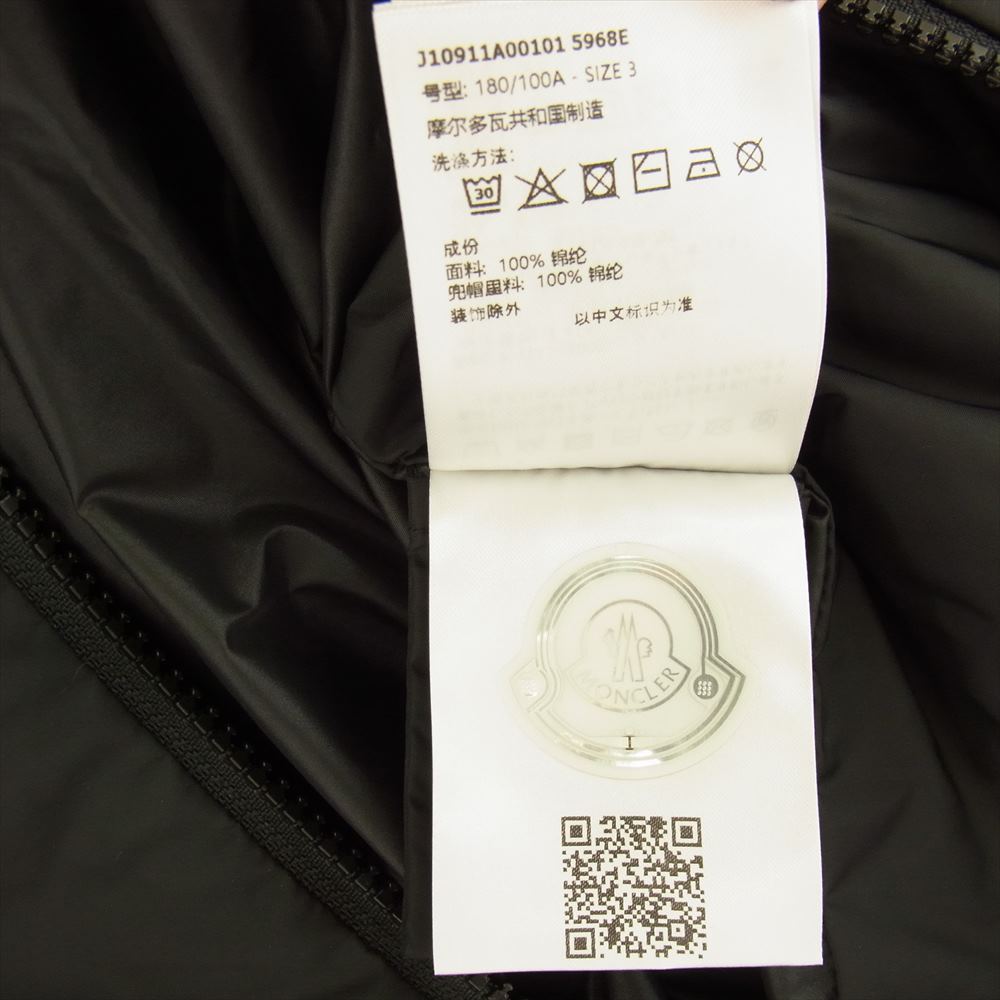 J10911A00101 5968E
号型: 180/100A - SIZE 3
摩尔多瓦共和国制造
洗涤方法:
30
成份
面料: 100% 锦纶
兜帽里料: 100% 锦纶
装饰除外 以中文标识为准
MONCLER
I